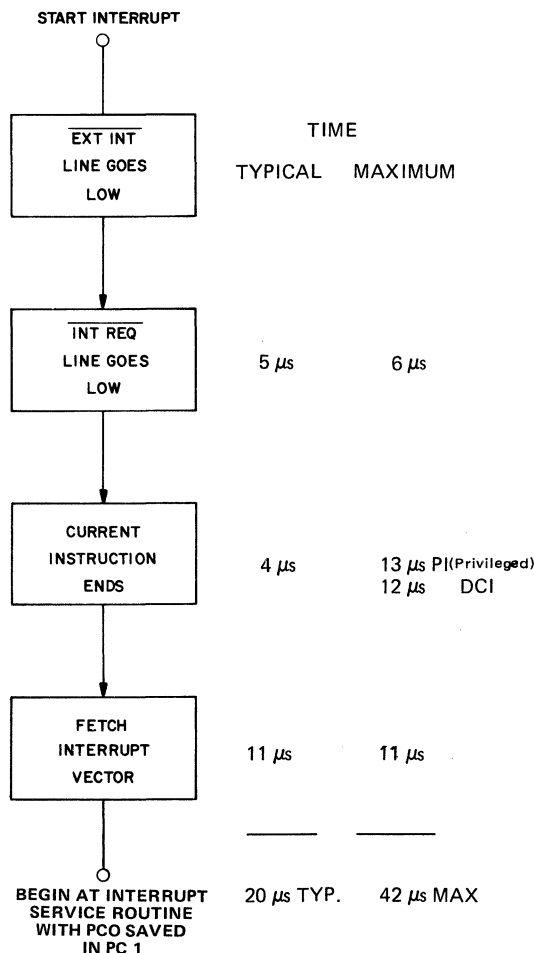 START INTERRUPT
EXT INT
LINE GOES
LOW
TIME
TYPICAL MAXIMUM
INT REQ
LINE GOES
LOW
5 µs 6 µs
CURRENT
INSTRUCTION
ENDS
4 µs 13 µs PI(Privileged)
12 µs DCI
FETCH
INTERRUPT
VECTOR
11 µs 11 µs
BEGIN AT INTERRUPT
SERVICE ROUTINE
WITH PCO SAVED
IN PC 1
20 µs TYP. 42 µs MAX